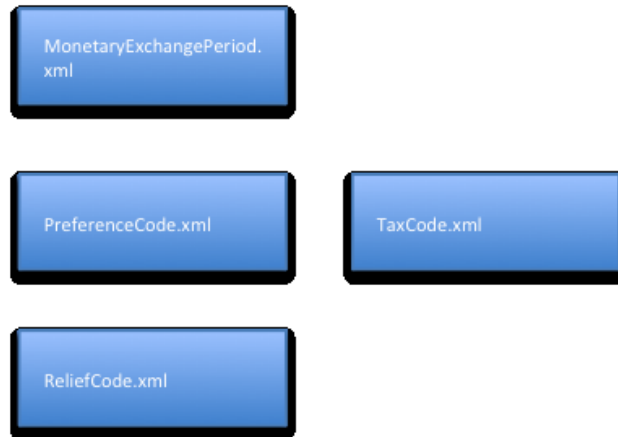 MonetaryExchangePeriod.
xml
PreferenceCode.xml
TaxCode.xml
ReliefCode.xml